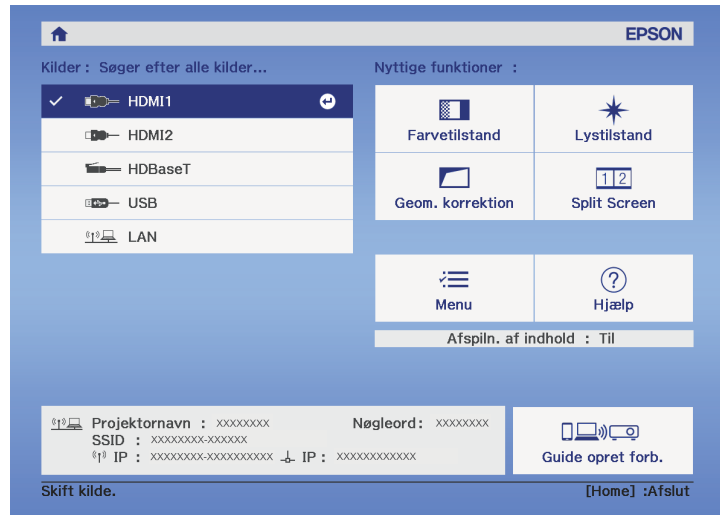 EPSON
Kilder : Søger efter alle kilder...
HDMI1
HDMI2
HDBaseT
USB
LAN
Nyttige funktioner :
Farvetilstand
Lystilstand
Geom. korrektion
1 2
Split Screen
Menu
?
Hjælp
Afspiln. af indhold : Til
Projektornavn : xxxxxxxx Nøgleord : xxxxxxxx
SSID : xxxxxxxx-xxxxxx
IP : xxxxxxxx-xxxxxxxxxx IP : xxxxxxxxxxxx
Guide opret forb.
Skift kilde. [Home] :Afslut